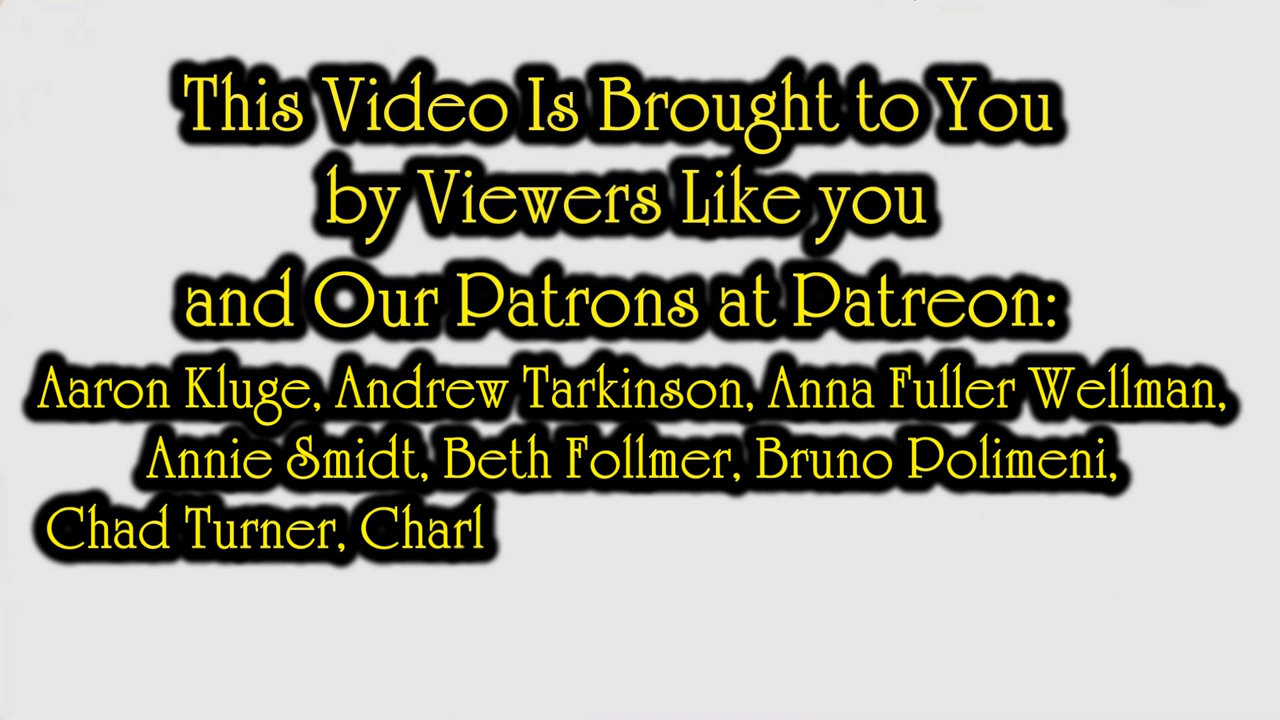 This Video Is Brought to You
by Viewers Like you
and Our Patrons at Patreon:
Aaron Kluge, Andrew Tarkinson, Anna Fuller Wellman,
Annie Smidt, Beth Follmer, Bruno Polimeni,
Chad Turner, Charl